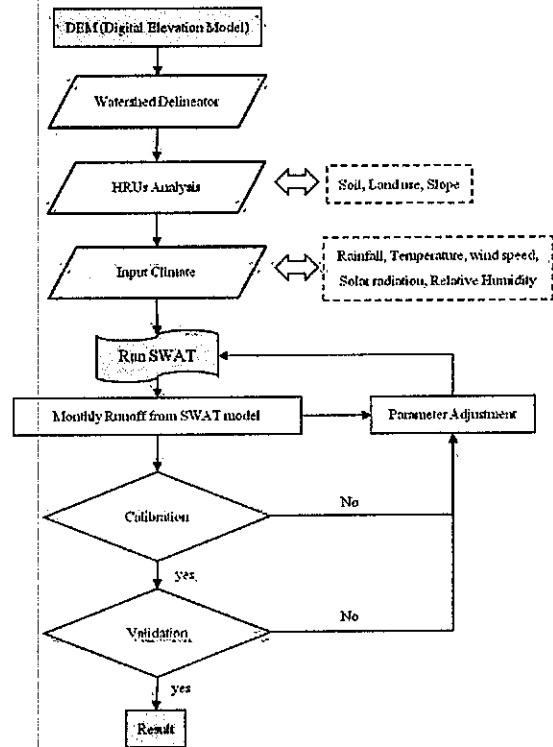 DEM (Digital Elevation Model)
Watershed Delineator
HRUs Analysis
Soil, Land use, Slope
Input Climate
Rainfall, Temperature, wind speed,
Solar radiation, Relative Humidity
Run SWAT
Monthly Runoff from SWAT model
Parameter Adjustment
Calibration
No
yes,
Validation
No
yes
Result